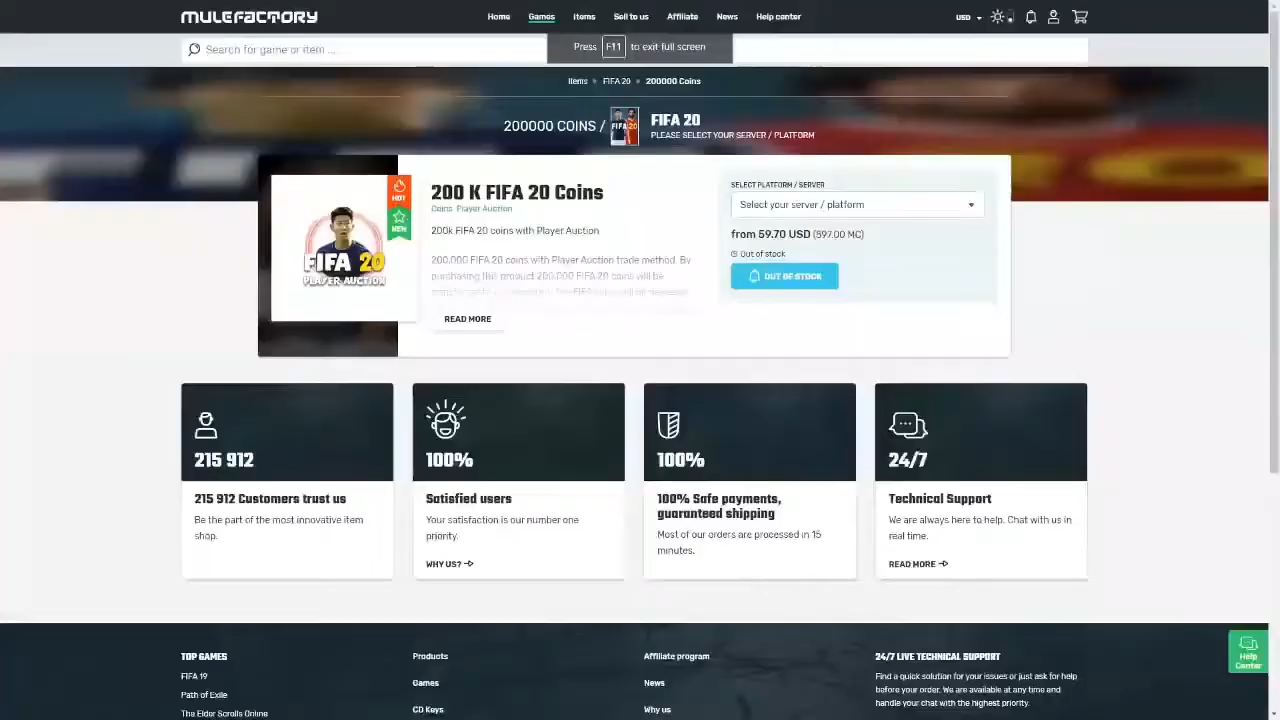 MULEFACTORY
Home Games Items Sell to us Affiliate News Help center USD
Search for game or item ...
Press F11 to exit full screen
Items FIFA 20 200000 Coins
200000 COINS /
FIFA 20
FIFA 20
PLEASE SELECT YOUR SERVER / PLATFORM
HOT
NEW
FIFA 20
PLAYER AUCTION
200 K FIFA 20 Coins
Coins Player Auction
200k FIFA 20 coins with Player Auction
200,000 FIFA 20 coins with Player Auction trade method. By
purchasing this product 200,000 FIFA 20 coins will be
READ MORE
SELECT PLATFORM / SERVER
Select your server / platform
from 59.70 USD (597.00 MC)
Out of stock
OUT OF STOCK
215 912
215 912 Customers trust us
Be the part of the most innovative item
shop.
100%
Satisfied users
Your satisfaction is our number one
priority.
WHY US?
100%
100% Safe payments,
guaranteed shipping
Most of our orders are processed in 15
minutes.
24/7
Technical Support
We are always here to help. Chat with us in
real time.
READ MORE
Help
Center
TOP GAMES
FIFA 19
Path of Exile
The Elder Scrolls Online
Products
Games
CD Keys
Affiliate program
News
Why us
24/7 LIVE TECHNICAL SUPPORT
Find a quick solution for your issues or just ask for help
before your order. We are available at any time and
handle your chat with the highest priority.